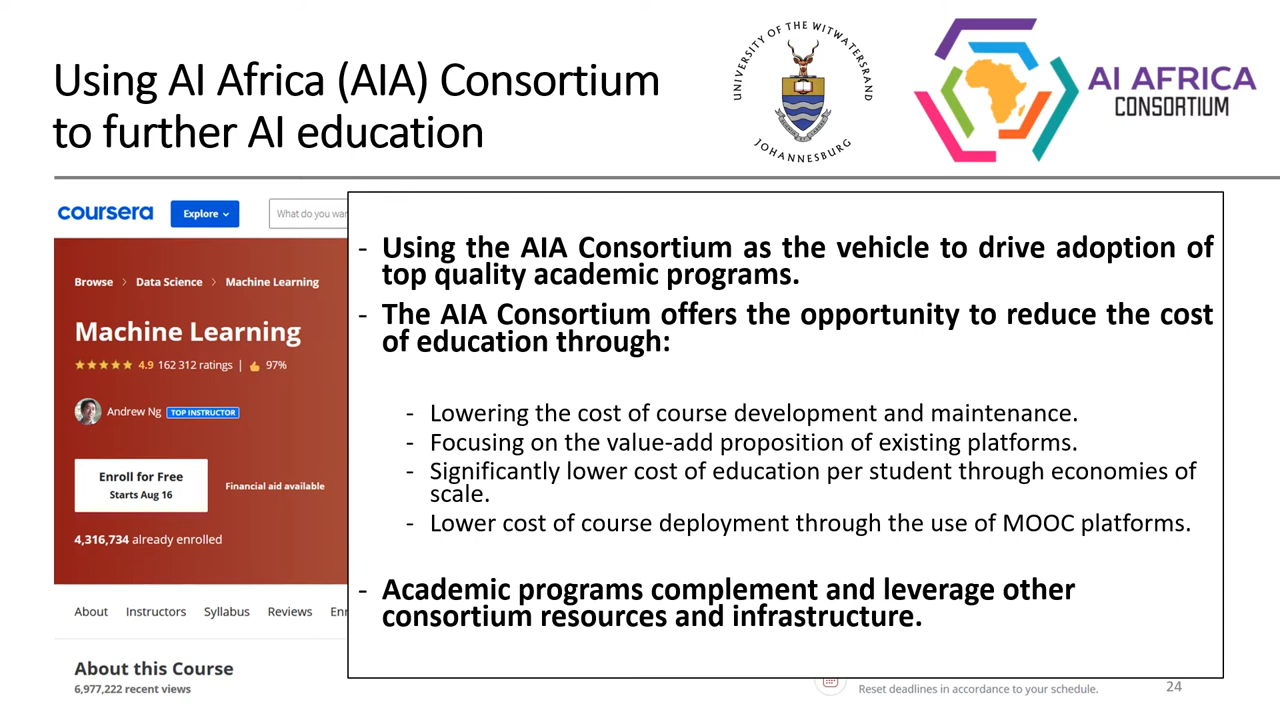 Using AI Africa (AIA) Consortium
to further AI education
UNIVERSITY OF THE WITWATERSRAND
JOHANNESBURG
AI AFRICA
CONSORTIUM
coursera
Explore
What do you wan
Browse > Data Science > Machine Learning
Machine Learning
4.9 162 312 ratings | 97%
Andrew Ng TOP INSTRUCTOR
Enroll for Free
Starts Aug 16
Financial aid available
4,316,734 already enrolled
About Instructors Syllabus Reviews Enr
About this Course
6,977,222 recent views
- Using the AIA Consortium as the vehicle to drive adoption of
top quality academic programs.
- The AIA Consortium offers the opportunity to reduce the cost
of education through:
- Lowering the cost of course development and maintenance.
- Focusing on the value-add proposition of existing platforms.
- Significantly lower cost of education per student through economies of
scale.
- Lower cost of course deployment through the use of MOOC platforms.
- Academic programs complement and leverage other
consortium resources and infrastructure.
Reset deadlines in accordance to your schedule.
24